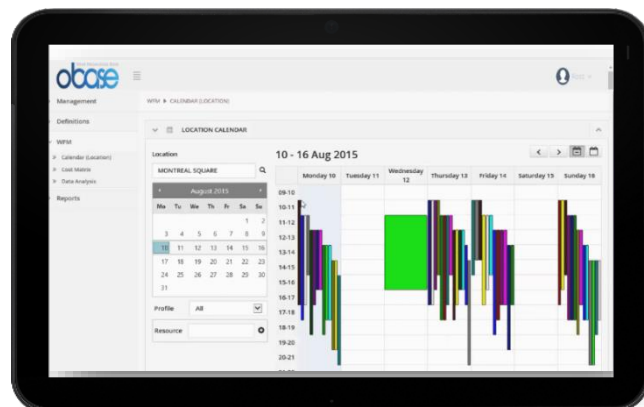 obase
Management
Definitions
WFM
Calendar (Location)
Cost Matrix
Data Analysis
Reports
WFM CALENDAR (LOCATION)
LOCATION CALENDAR
Location
MONTREAL SQUARE
August 2015
Mo Tu We Th Fr Sa Su
1 2
3 4 5 6 7 8 9
10 11 12 13 14 15 16
17 18 19 20 21 22 23
24 25 26 27 28 29 30
31
Profile All
Resource
10 - 16 Aug 2015
Monday 10 Tuesday 11 Wednesday 12 Thursday 13 Friday 14 Saturday 15 Sunday 16
09-10
10-11
11-12
12-13
13-14
14-15
15-16
16-17
17-18
18-19
19-20
20-21